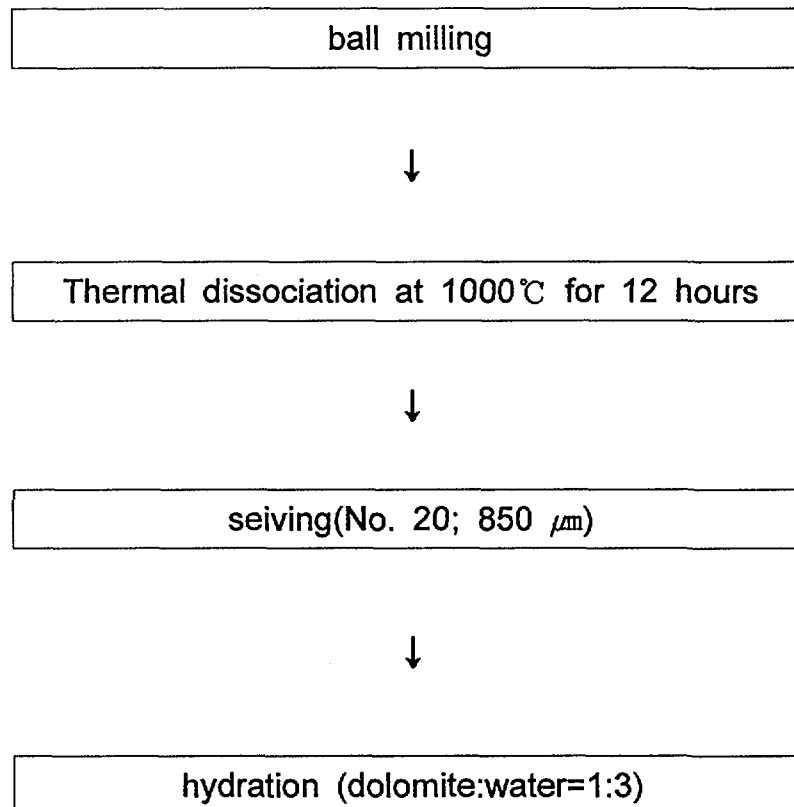 ball milling
↓
Thermal dissociation at 1000℃ for 12 hours
↓
seiving(No. 20; 850 ㎛)
↓
hydration (dolomite:water=1:3)